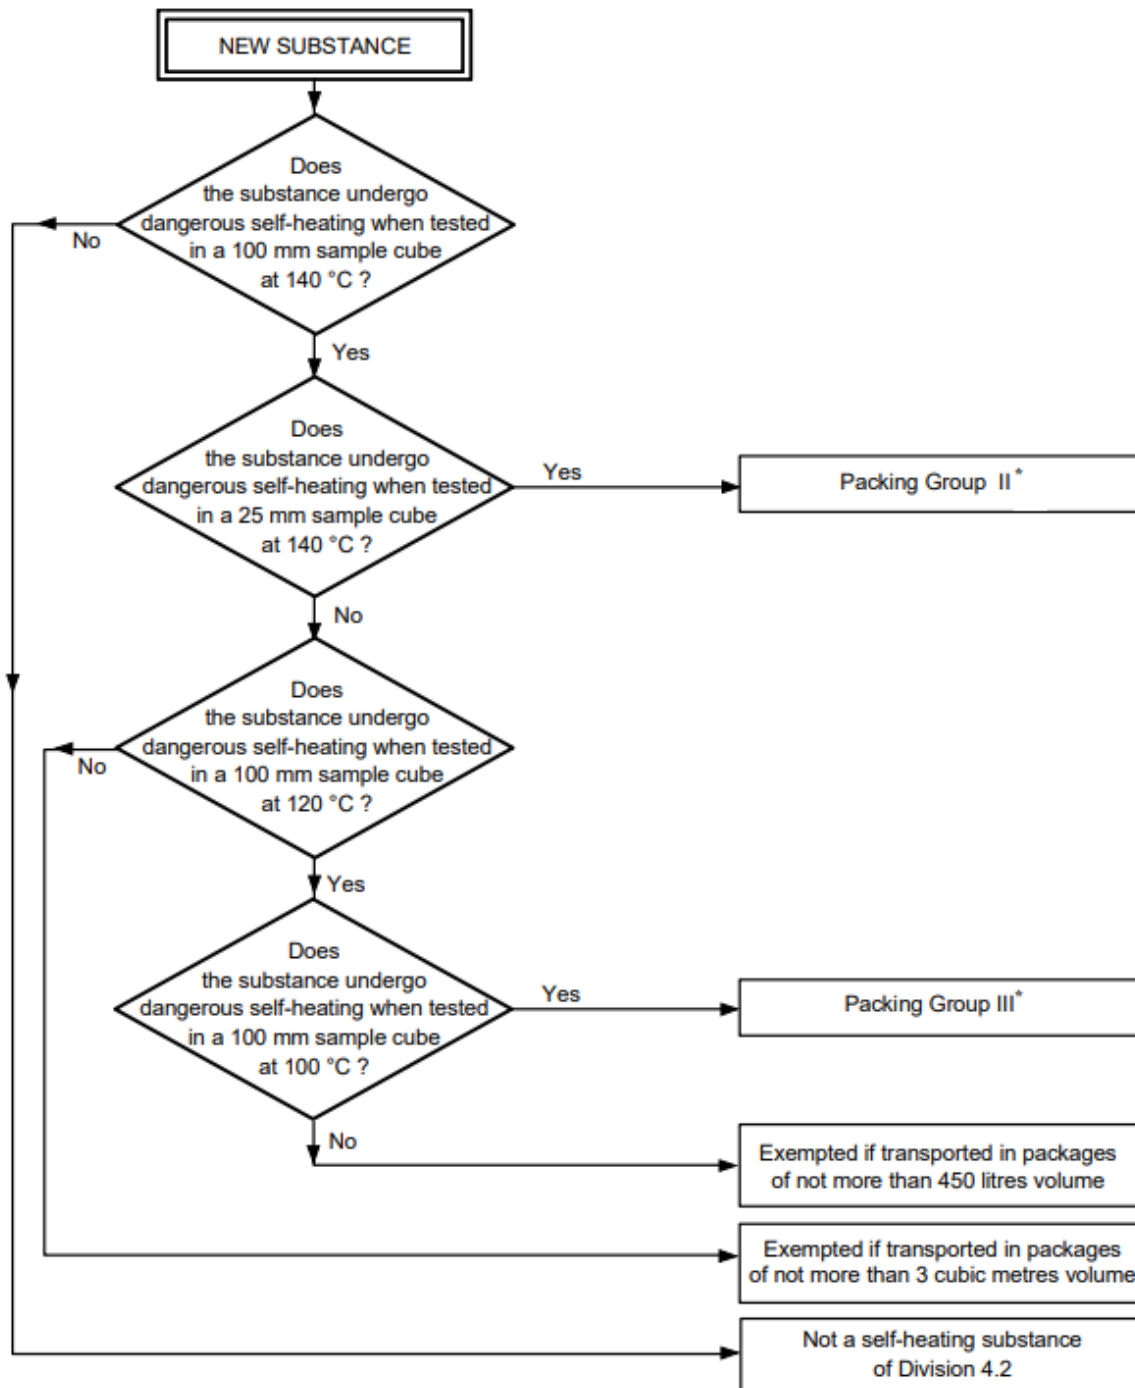 NEW SUBSTANCE
Does
the substance undergo
dangerous self-heating when tested
in a 100 mm sample cube
at 140 °C ?
No
Yes
Does
the substance undergo
dangerous self-heating when tested
in a 25 mm sample cube
at 140 °C ?
Yes
Packing Group II*
No
Does
the substance undergo
dangerous self-heating when tested
in a 100 mm sample cube
at 120 °C ?
No
Yes
Does
the substance undergo
dangerous self-heating when tested
in a 100 mm sample cube
at 100 °C ?
Yes
Packing Group III*
No
Exempted if transported in packages
of not more than 450 litres volume
Exempted if transported in packages
of not more than 3 cubic metres volume
Not a self-heating substance
of Division 4.2